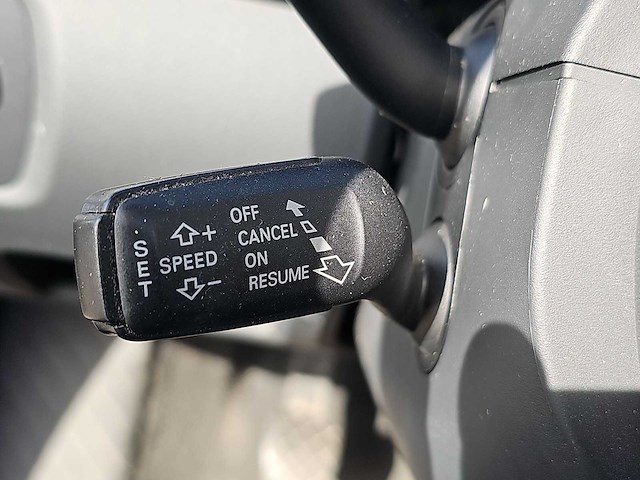 SET
+
SPEED
-
OFF
CANCEL
ON
RESUME